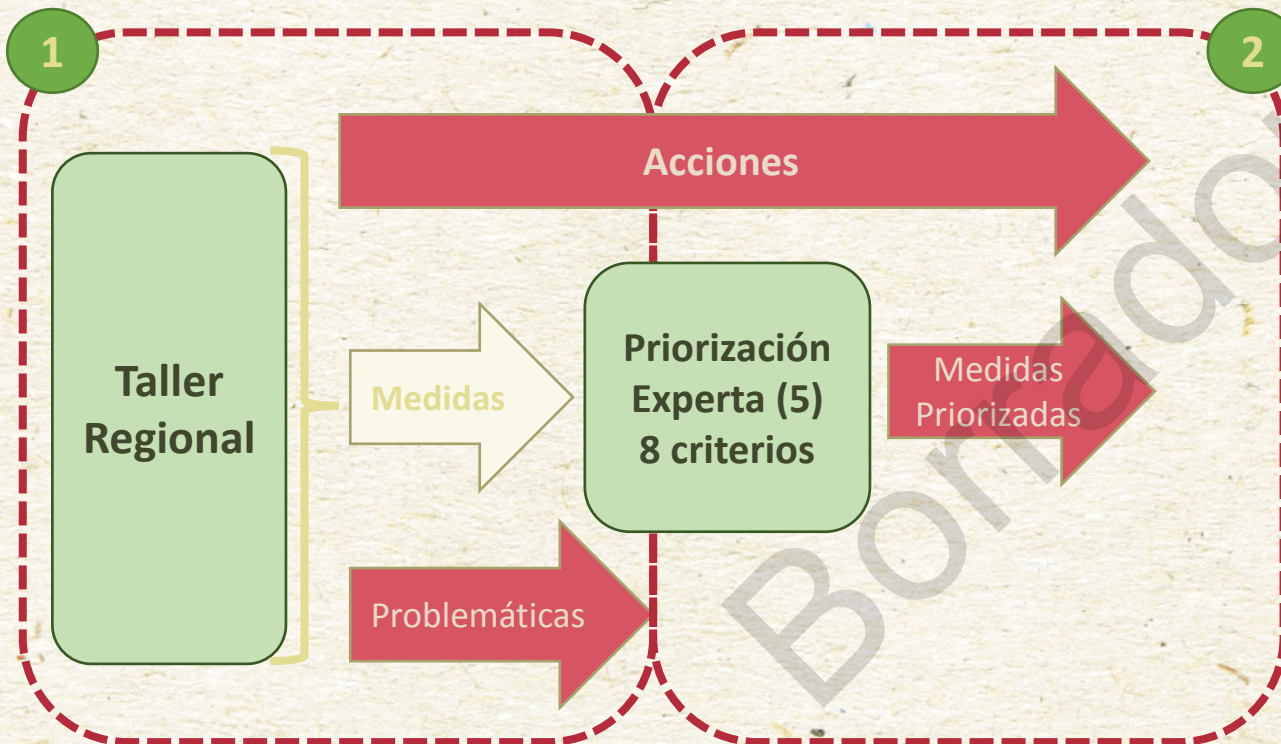 1
2
Acciones
Taller
Regional
Medidas
Priorización
Experta (5)
8 criterios
Medidas
Priorizadas
Problemáticas
Borrador